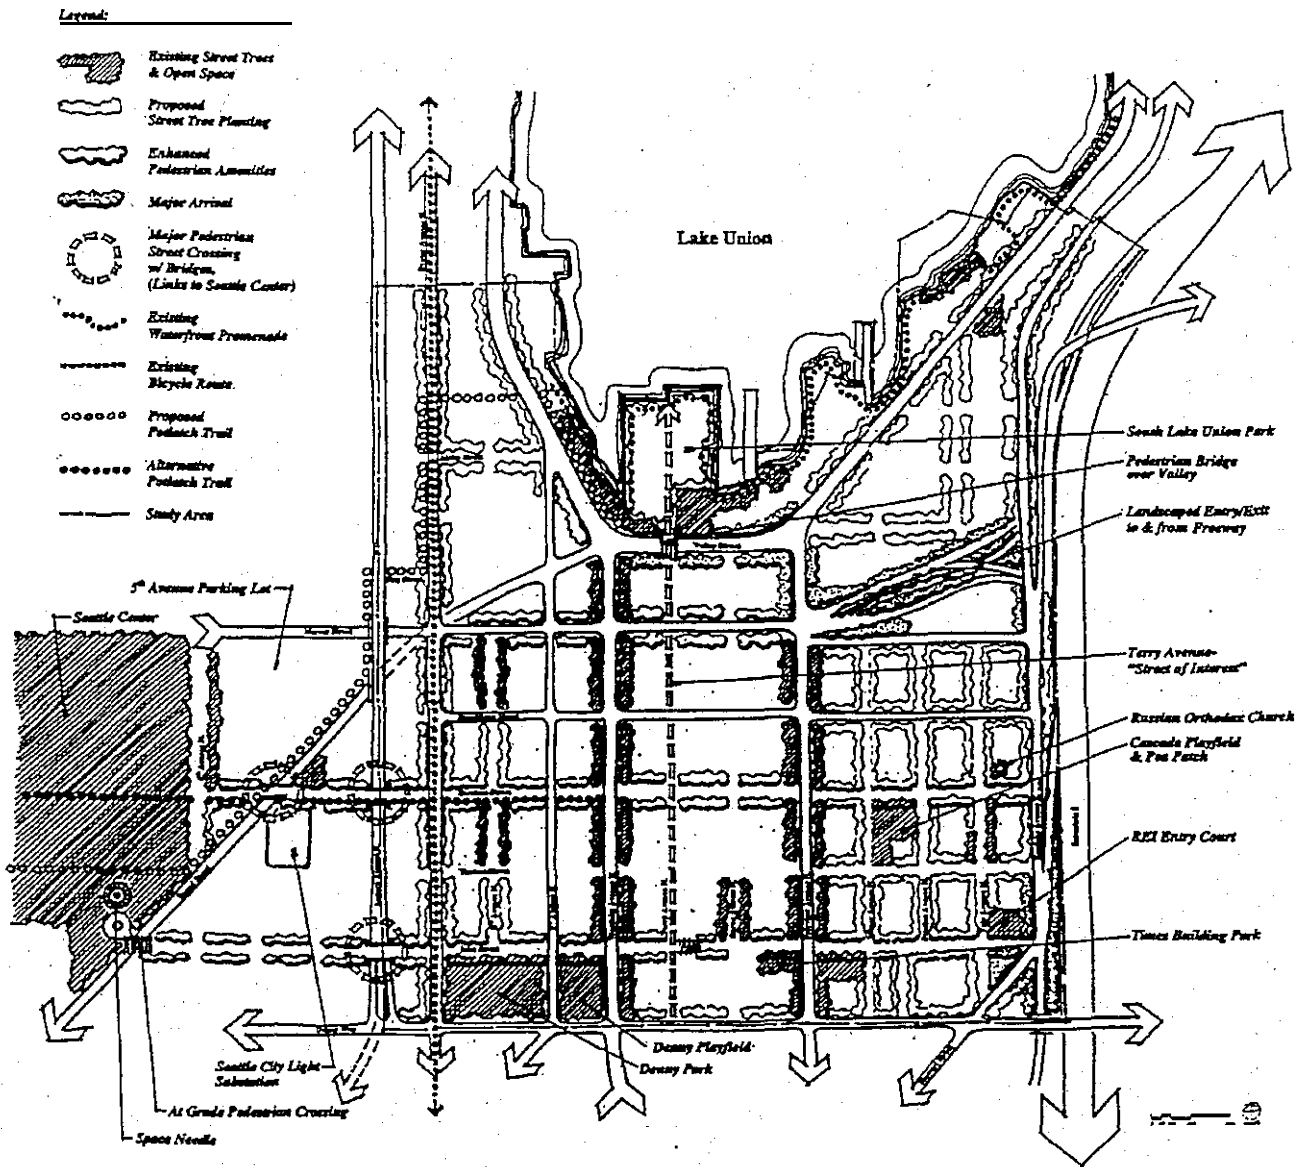 Legend:
Existing Street Trees
& Open Space
Proposed
Street Tree Planting
Enhanced
Pedestrian Amenities
Major Arrival
Major Pedestrian
Street Crossing
w/ Bridges,
(Links to Seattle Center)
Existing
Waterfront Promenade
Existing
Bicycle Route
Proposed
Potlatch Trail
Alternative
Potlatch Trail
Study Area
Lake Union
South Lake Union Park
Pedestrian Bridge
over Valley
Landscaped Entry/Exit
to & from Freeway
5th Avenue Parking Lot
Seattle Center
Valley Street
Mercer Street
Terry Avenue-
"Street of Interest"
Russian Orthodox Church
Cascade Playfield
& Pea Patch
REI Entry Court
Times Building Park
Denny Playfield
Denny Park
Seattle City Light
Substation
At Grade Pedestrian Crossing
Space Needle